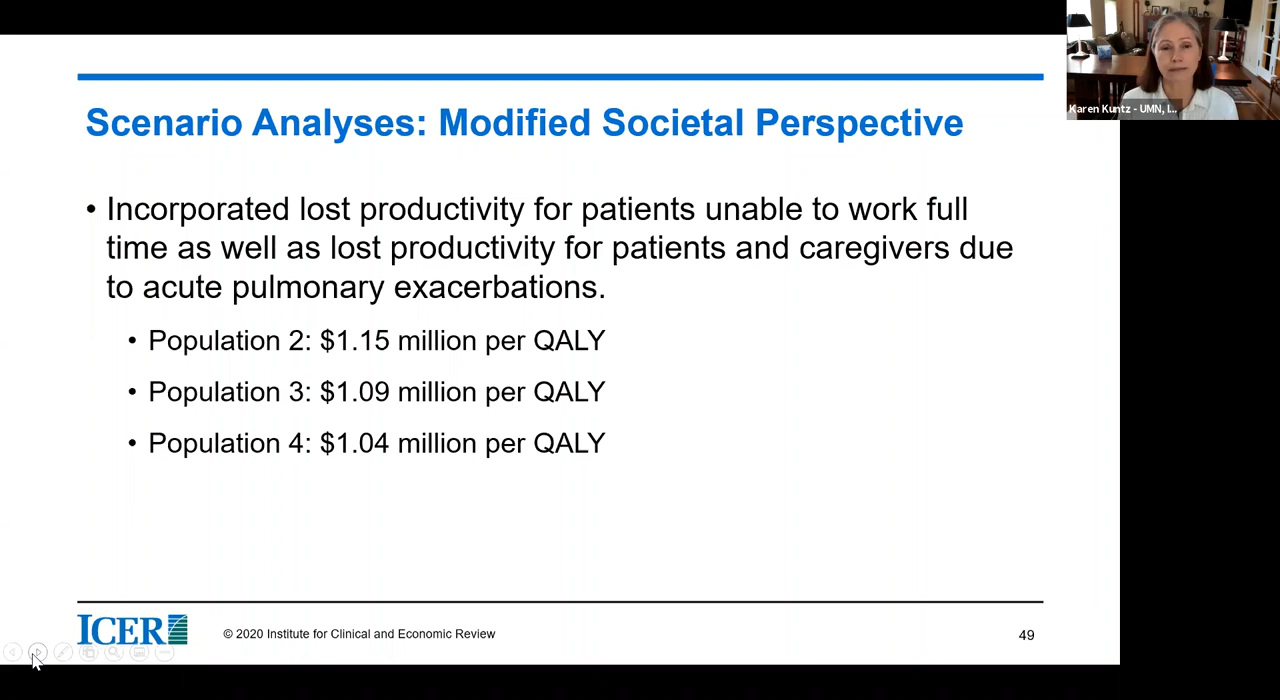 Karen Kuntz - UMN, I...
Scenario Analyses: Modified Societal Perspective
• Incorporated lost productivity for patients unable to work full
time as well as lost productivity for patients and caregivers due
to acute pulmonary exacerbations.
• Population 2: $1.15 million per QALY
• Population 3: $1.09 million per QALY
• Population 4: $1.04 million per QALY
ICER
© 2020 Institute for Clinical and Economic Review
49